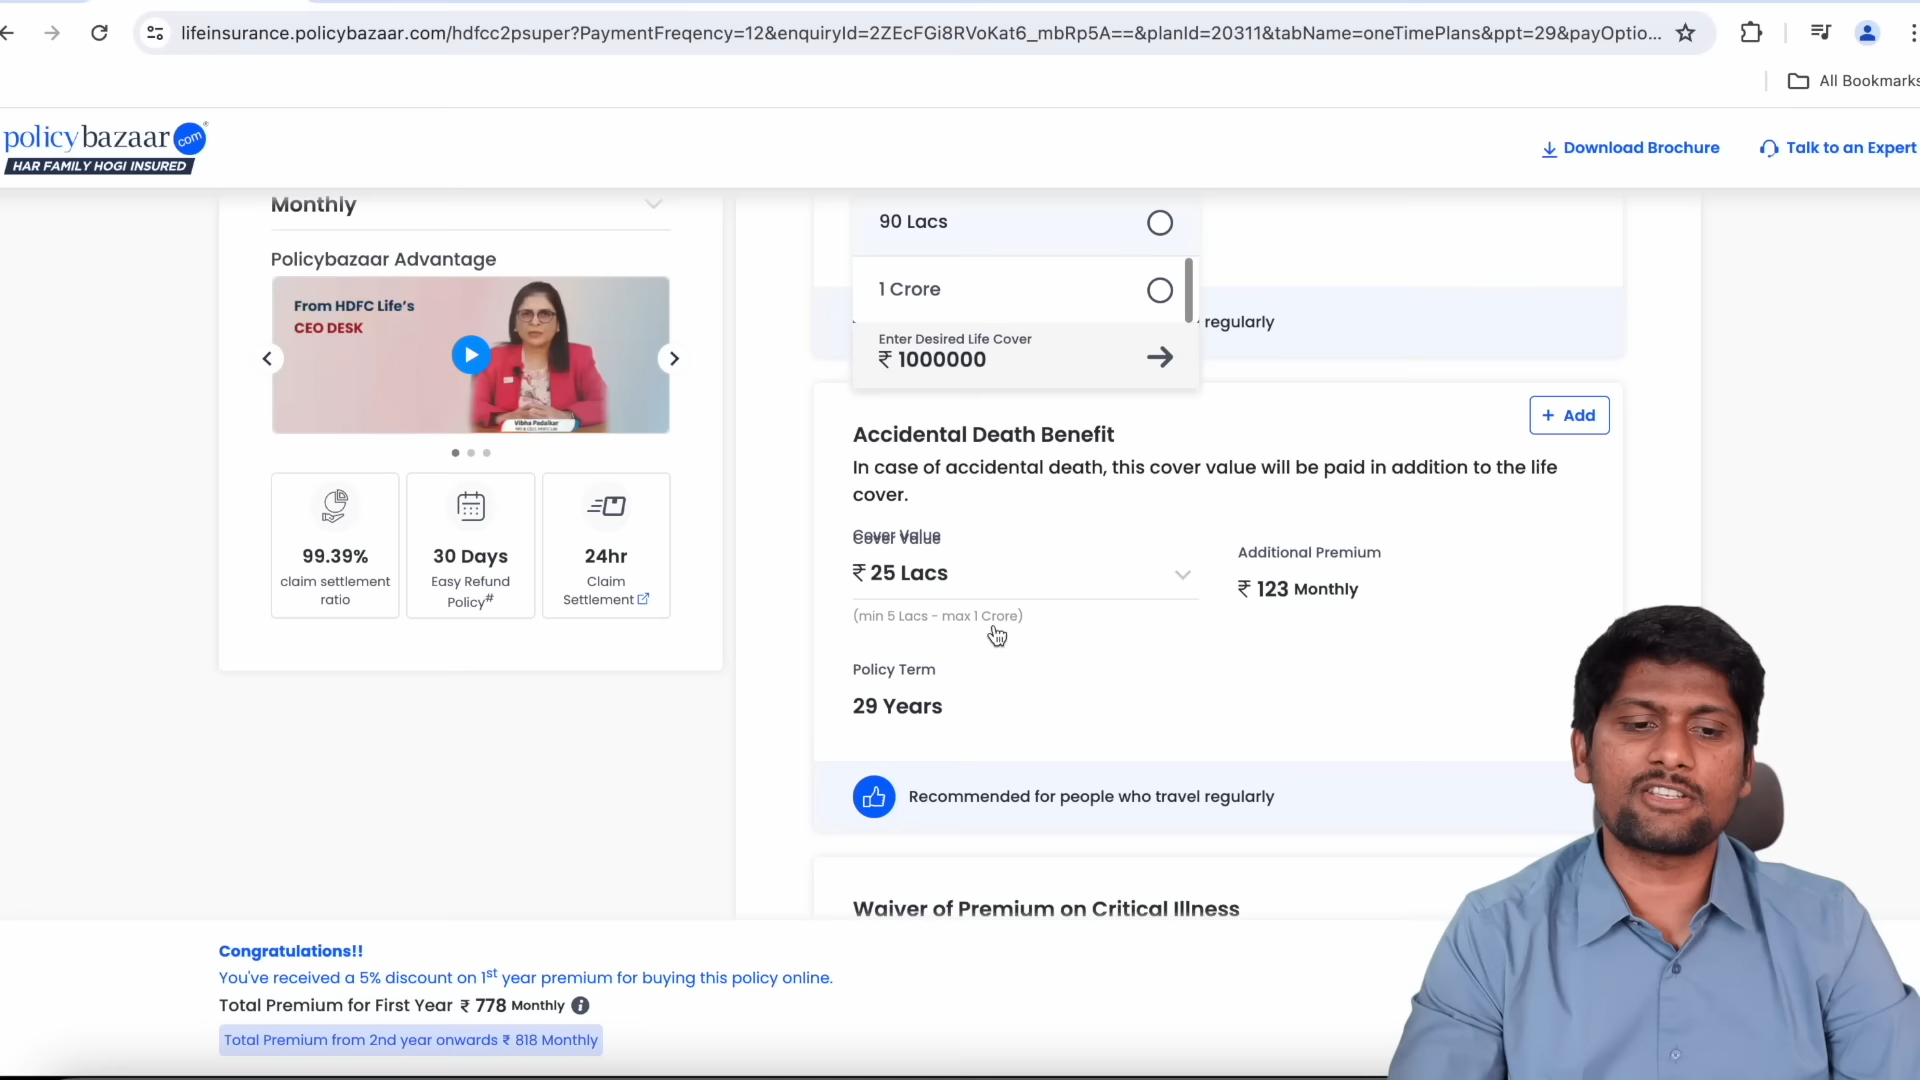 lifeinsurance.policybazaar.com/hdfcc2psuper?PaymentFreqency=12&enquiryId=2ZEcFGi8RVoKat6_mbRp5A==&planId=20311&tabName=oneTimePlans&ppt=29&payOptio...
All Bookmarks
policybazaar com
HAR FAMILY HOGI INSURED
Download Brochure
Talk to an Expert
Monthly
Policybazaar Advantage
From HDFC Life's
CEO DESK
Vibha Padalkar
99.39%
claim settlement
ratio
30 Days
Easy Refund
Policy#
24hr
Claim
Settlement
90 Lacs
1 Crore
Enter Desired Life Cover
₹ 1000000
regularly
+ Add
Accidental Death Benefit
In case of accidental death, this cover value will be paid in addition to the life
cover.
Cover Value
₹ 25 Lacs
(min 5 Lacs - max 1 Crore)
Additional Premium
₹ 123 Monthly
Policy Term
29 Years
Recommended for people who travel regularly
Waiver of Premium on Critical Illness
Congratulations!!
You've received a 5% discount on 1st year premium for buying this policy online.
Total Premium for First Year ₹ 778 Monthly
Total Premium from 2nd year onwards ₹ 818 Monthly